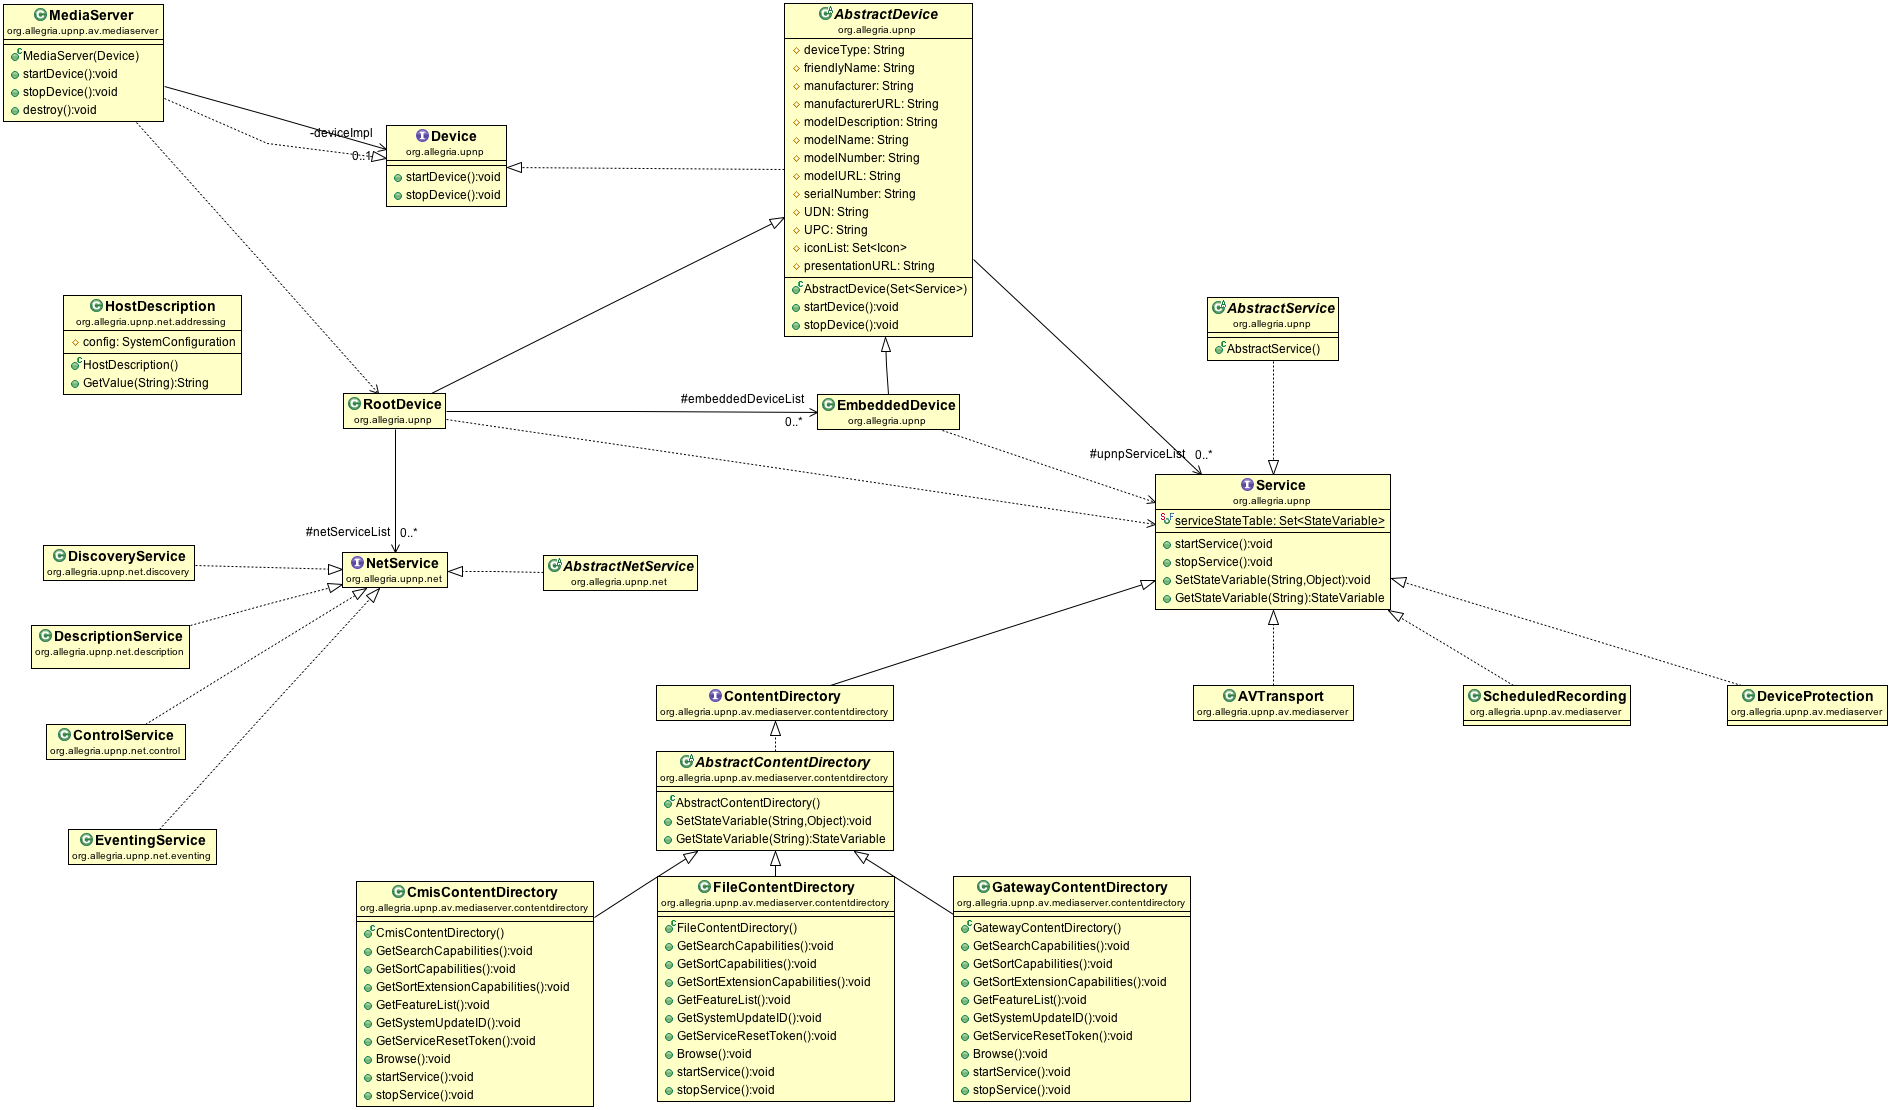 MediaServer
org.allegria.upnp.av.mediaserver
MediaServer(Device)
startDevice():void
stopDevice():void
destroy():void
-deviceImpl
0..1
Device
org.allegria.upnp
startDevice():void
stopDevice():void
AbstractDevice
org.allegria.upnp
deviceType: String
friendlyName: String
manufacturer: String
manufacturerURL: String
modelDescription: String
modelName: String
modelNumber: String
modelURL: String
serialNumber: String
UDN: String
UPC: String
iconList: Set<Icon>
presentationURL: String
AbstractDevice(Set<Service>)
startDevice():void
stopDevice():void
HostDescription
org.allegria.upnp.net.addressing
config: SystemConfiguration
HostDescription()
GetValue(String):String
AbstractService
org.allegria.upnp
AbstractService()
RootDevice
org.allegria.upnp
#embeddedDeviceList
0..*
EmbeddedDevice
org.allegria.upnp
#upnpServiceList
0..*
Service
org.allegria.upnp
serviceStateTable: Set<StateVariable>
startService():void
stopService():void
SetStateVariable(String,Object):void
GetStateVariable(String):StateVariable
#netServiceList
0..*
DiscoveryService
org.allegria.upnp.net.discovery
NetService
org.allegria.upnp.net
AbstractNetService
org.allegria.upnp.net
DescriptionService
org.allegria.upnp.net.description
ControlService
org.allegria.upnp.net.control
EventingService
org.allegria.upnp.net.eventing
ContentDirectory
org.allegria.upnp.av.mediaserver.contentdirectory
AVTransport
org.allegria.upnp.av.mediaserver
ScheduledRecording
org.allegria.upnp.av.mediaserver
DeviceProtection
org.allegria.upnp.av.mediaserver
AbstractContentDirectory
org.allegria.upnp.av.mediaserver.contentdirectory
AbstractContentDirectory()
SetStateVariable(String,Object):void
GetStateVariable(String):StateVariable
CmisContentDirectory
org.allegria.upnp.av.mediaserver.contentdirectory
CmisContentDirectory()
GetSearchCapabilities():void
GetSortCapabilities():void
GetSortExtensionCapabilities():void
GetFeatureList():void
GetSystemUpdateID():void
GetServiceResetToken():void
Browse():void
startService():void
stopService():void
FileContentDirectory
org.allegria.upnp.av.mediaserver.contentdirectory
FileContentDirectory()
GetSearchCapabilities():void
GetSortCapabilities():void
GetSortExtensionCapabilities():void
GetFeatureList():void
GetSystemUpdateID():void
GetServiceResetToken():void
Browse():void
startService():void
stopService():void
GatewayContentDirectory
org.allegria.upnp.av.mediaserver.contentdirectory
GatewayContentDirectory()
GetSearchCapabilities():void
GetSortCapabilities():void
GetSortExtensionCapabilities():void
GetFeatureList():void
GetSystemUpdateID():void
GetServiceResetToken():void
Browse():void
startService():void
stopService():void